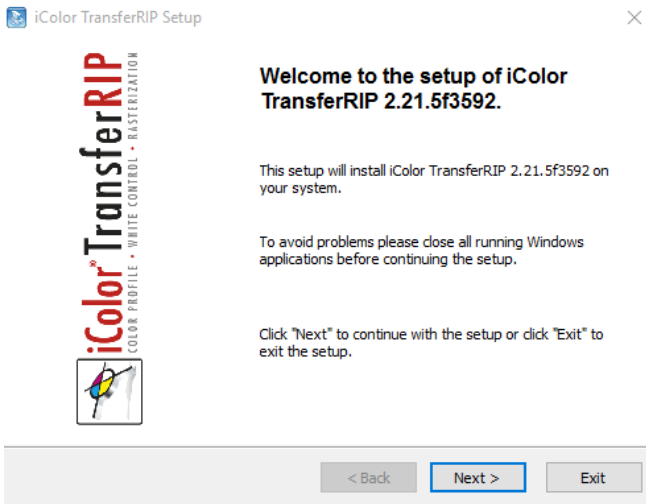 iColor TransferRIP Setup
iColor® TransferRIP
COLOR PROFILE • WHITE CONTROL • RASTERIZATION
Welcome to the setup of iColor
TransferRIP 2.21.5f3592.
This setup will install iColor TransferRIP 2.21.5f3592 on
your system.
To avoid problems please close all running Windows
applications before continuing the setup.
Click "Next" to continue with the setup or click "Exit" to
exit the setup.
< Back
Next >
Exit